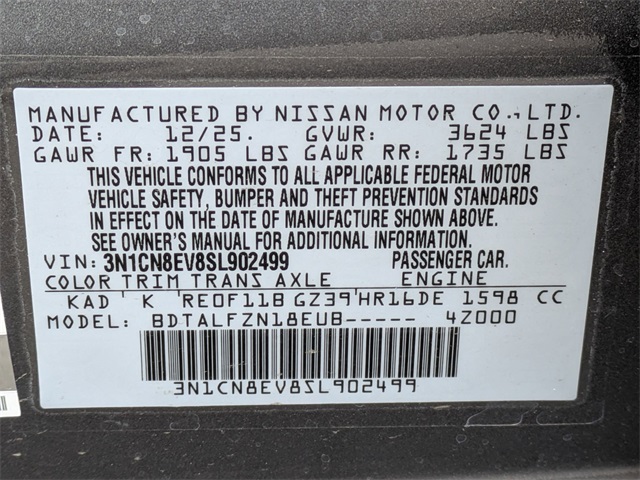 MANUFACTURED BY NISSAN MOTOR CO., LTD.
DATE: 12/25. GVWR: 3624 LBS
GAWR FR: 1905 LBS GAWR RR: 1735 LBS
THIS VEHICLE CONFORMS TO ALL APPLICABLE FEDERAL MOTOR
VEHICLE SAFETY, BUMPER AND THEFT PREVENTION STANDARDS
IN EFFECT ON THE DATE OF MANUFACTURE SHOWN ABOVE.
SEE OWNER'S MANUAL FOR ADDITIONAL INFORMATION.
VIN: 3N1CN8EV8SL902499 PASSENGER CAR.
COLOR TRIM TRANS AXLE ENGINE
KAD K RE0F11B GZ39 HR16DE 1598 CC
MODEL: BDTALFZN18EUB----- 4Z000
3N1CN8EV8SL902499